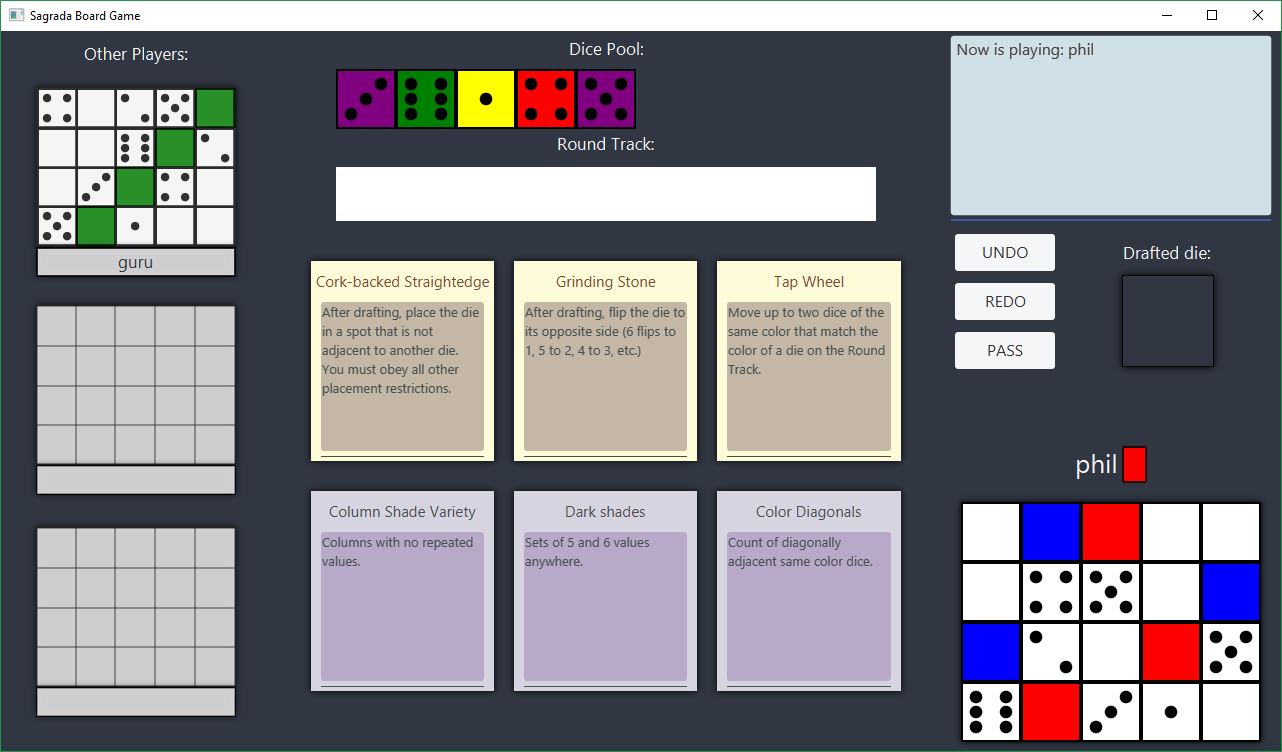 Sagrada Board Game
Other Players:
Dice Pool:
Now is playing: phil
Round Track:
guru
UNDO
REDO
PASS
Drafted die:
Cork-backed Straightedge
After drafting, place the die
in a spot that is not
adjacent to another die.
You must obey all other
placement restrictions.
Grinding Stone
After drafting, flip the die to
its opposite side (6 flips to
1, 5 to 2, 4 to 3, etc.)
Tap Wheel
Move up to two dice of the
same color that match the
color of a die on the Round
Track.
phil
Column Shade Variety
Columns with no repeated
values.
Dark shades
Sets of 5 and 6 values
anywhere.
Color Diagonals
Count of diagonally
adjacent same color dice.